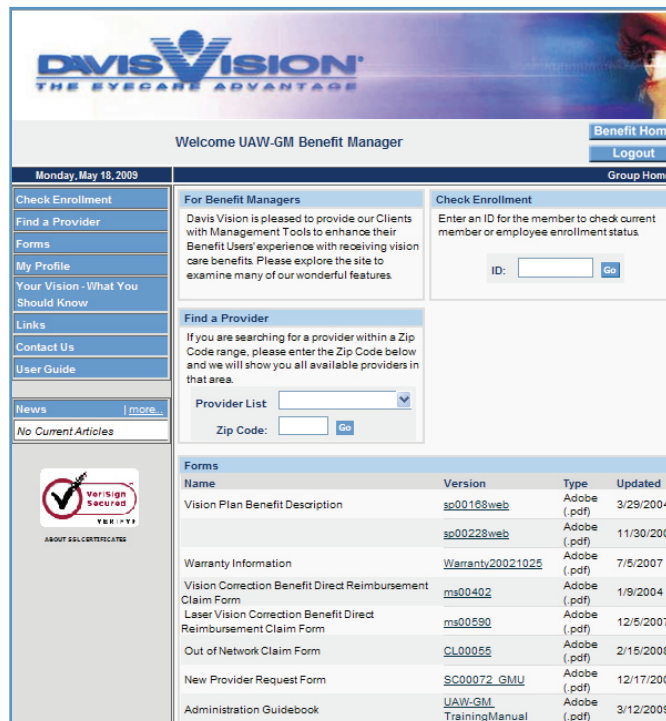 DAVIS VISION
THE EYECARE ADVANTAGE
Welcome UAW-GM Benefit Manager
Benefit Hom
Logout
Monday, May 18, 2009
Group Hom
Check Enrollment
Find a Provider
Forms
My Profile
Your Vision - What You
Should Know
Links
Contact Us
User Guide
News | more...
No Current Articles
VeriSign
Secured
VERIFY
ABOUT SSL CERTIFICATES
For Benefit Managers
Davis Vision is pleased to provide our Clients
with Management Tools to enhance their
Benefit Users' experience with receiving vision
care benefits. Please explore the site to
examine many of our wonderful features.
Check Enrollment
Enter an ID for the member to check current
member or employee enrollment status.
ID: Go
Find a Provider
If you are searching for a provider within a Zip
Code range, please enter the Zip Code below
and we will show you all available providers in
that area.
Provider List:
Zip Code: Go
Forms
Name Version Type Updated
Vision Plan Benefit Description sp00168web Adobe (.pdf) 3/29/2004
sp00228web Adobe (.pdf) 11/30/200
Warranty Information Warranty20021025 Adobe (.pdf) 7/5/2007
Vision Correction Benefit Direct Reimbursement
Claim Form ms00402 Adobe (.pdf) 1/9/2004
Laser Vision Correction Benefit Direct
Reimbursement Claim Form ms00590 Adobe (.pdf) 12/5/2007
Out of Network Claim Form CL00055 Adobe (.pdf) 2/15/2008
New Provider Request Form SC00072_GMU Adobe (.pdf) 12/17/200
Administration Guidebook UAW-GM_TrainingManual Adobe (.pdf) 3/12/2009